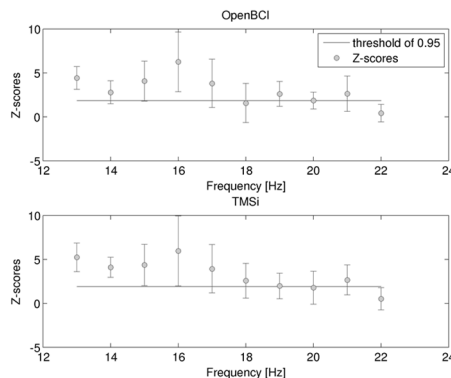 OpenBCI
10
5
0
-5
Z-scores
threshold of 0.95
Z-scores
12 14 16 18 20 22 24
Frequency [Hz]
TMSi
10
5
0
-5
Z-scores
12 14 16 18 20 22 24
Frequency [Hz]